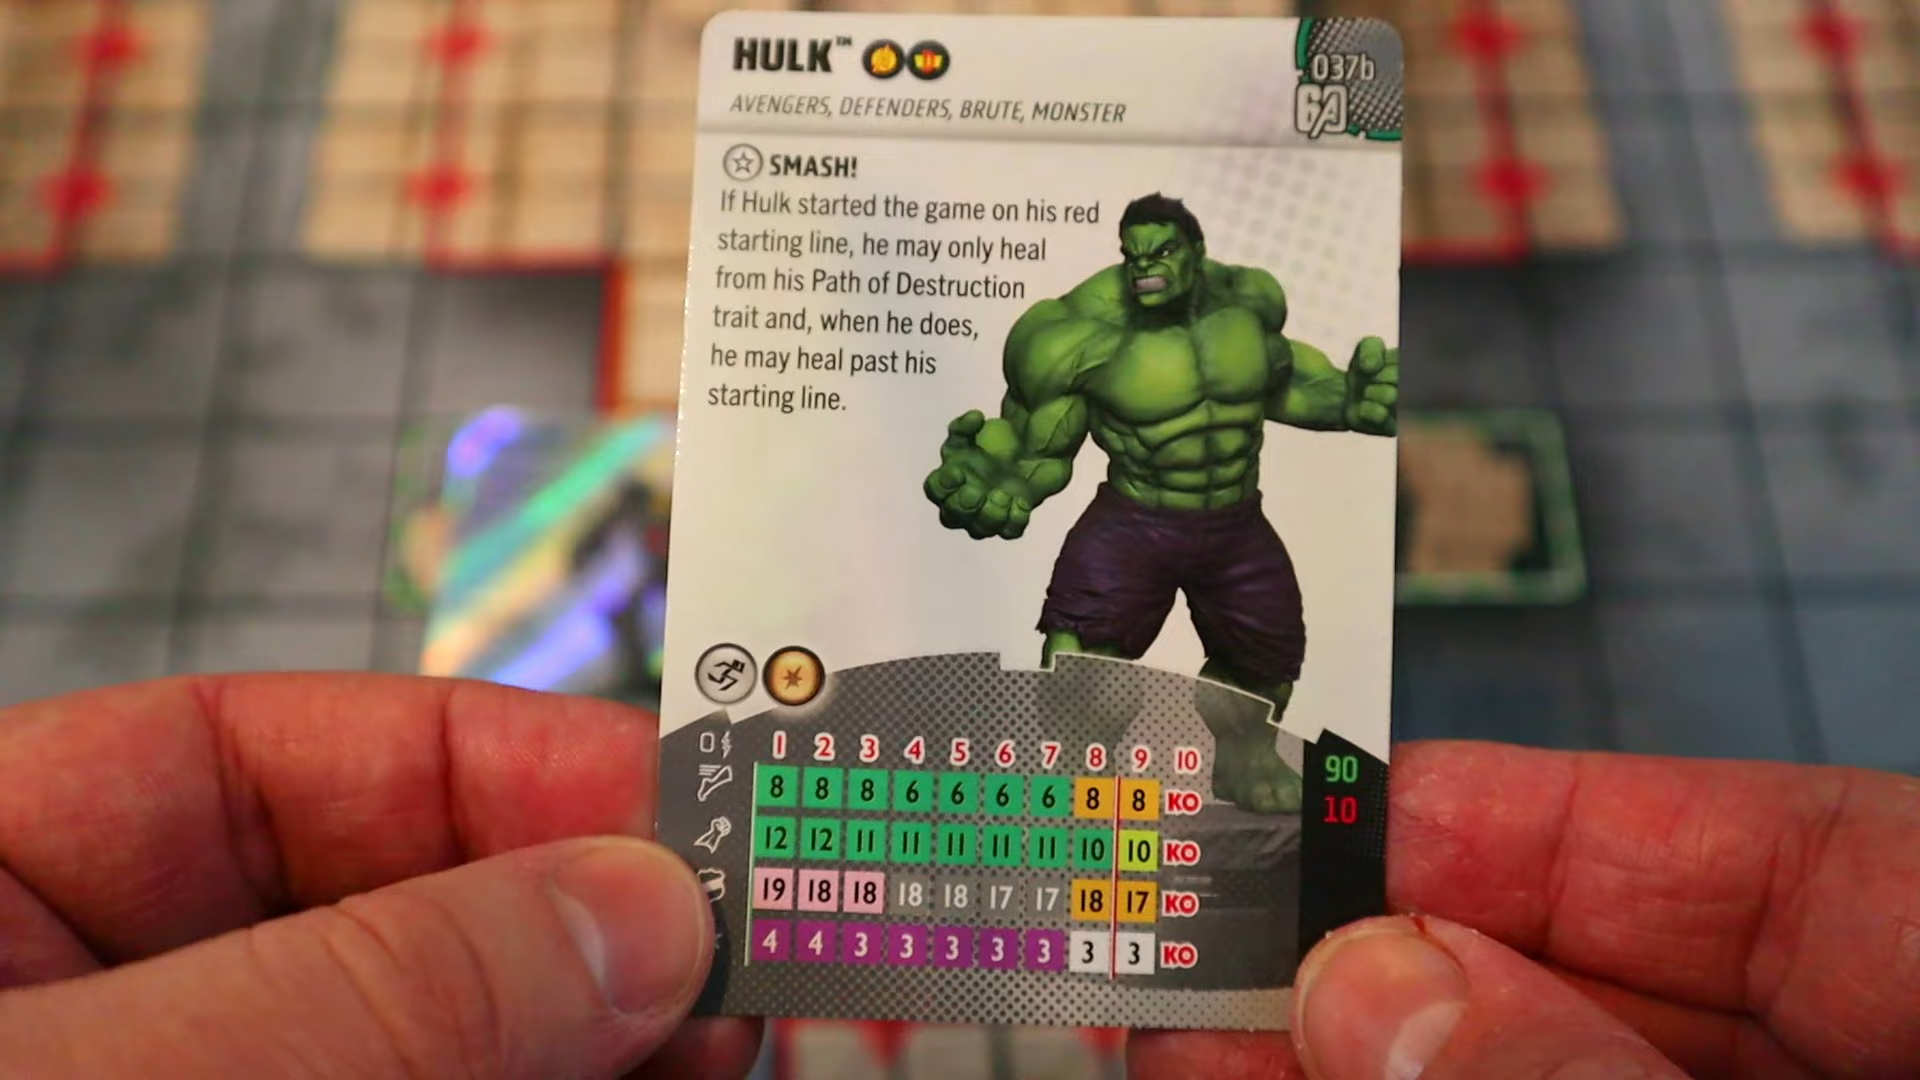 HULK™
037b
AVENGERS, DEFENDERS, BRUTE, MONSTER
SMASH!
If Hulk started the game on his red
starting line, he may only heal
from his Path of Destruction
trait and, when he does,
he may heal past his
starting line.
0 1 2 3 4 5 6 7 8 9 10
8 8 8 6 6 6 6 8 8 KO
12 12 11 11 11 11 11 10 10 KO
19 18 18 18 18 17 17 18 17 KO
4 4 3 3 3 3 3 3 3 KO
90
10